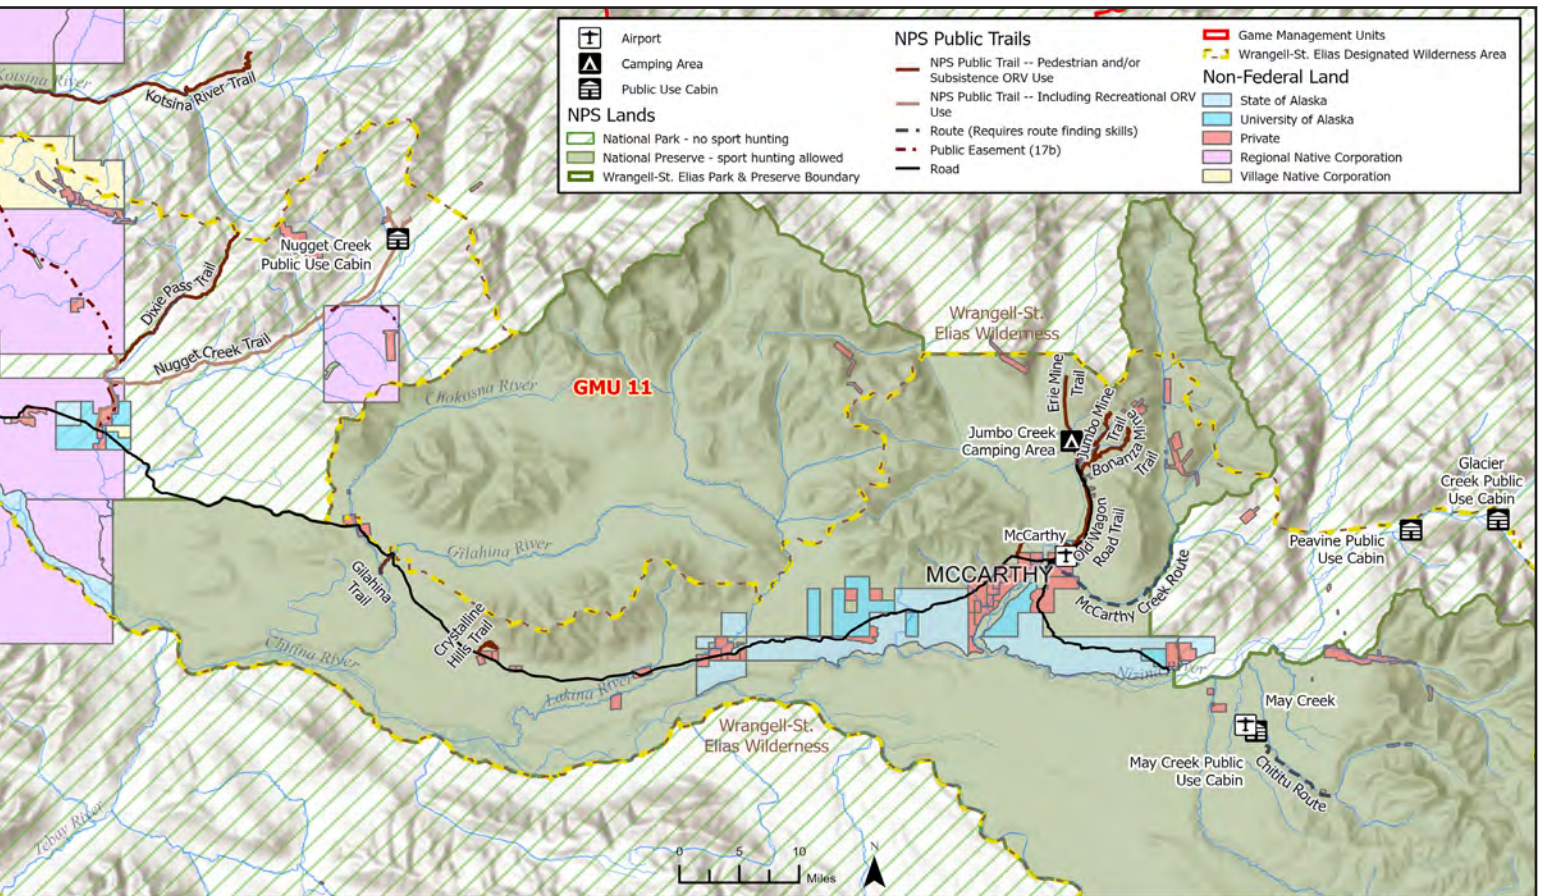 Airport
Camping Area
Public Use Cabin
NPS Lands
National Park - no sport hunting
National Preserve - sport hunting allowed
Wrangell-St. Elias Park & Preserve Boundary
NPS Public Trails
NPS Public Trail -- Pedestrian and/or
Subsistence ORV Use
NPS Public Trail -- Including Recreational ORV
Use
Route (Requires route finding skills)
Public Easement (17b)
Road
Game Management Units
Wrangell-St. Elias Designated Wilderness Area
Non-Federal Land
State of Alaska
University of Alaska
Private
Regional Native Corporation
Village Native Corporation
Kotsina River
Kotsina River Trail
Nugget Creek
Public Use Cabin
Dixie Pass Trail
Nugget Creek Trail
Wrangell-St.
Elias Wilderness
Chokosna River
GMU 11
Erie Mine
Trail
Jumbo Mine
Trail
Bonanza Mine
Trail
Jumbo Creek
Camping Area
Glacier
Creek Public
Use Cabin
Peavine Public
Use Cabin
Old Wagon
Road Trail
McCarthy
MCCARTHY
McCarthy Creek Route
Gilahina River
Gilahina
Trail
Crystalline
Hills Trail
Chitina River
Lakina River
Nizina River
Wrangell-St.
Elias Wilderness
May Creek
May Creek Public
Use Cabin
Chititu Route
Tebay River
0 5 10
Miles
N